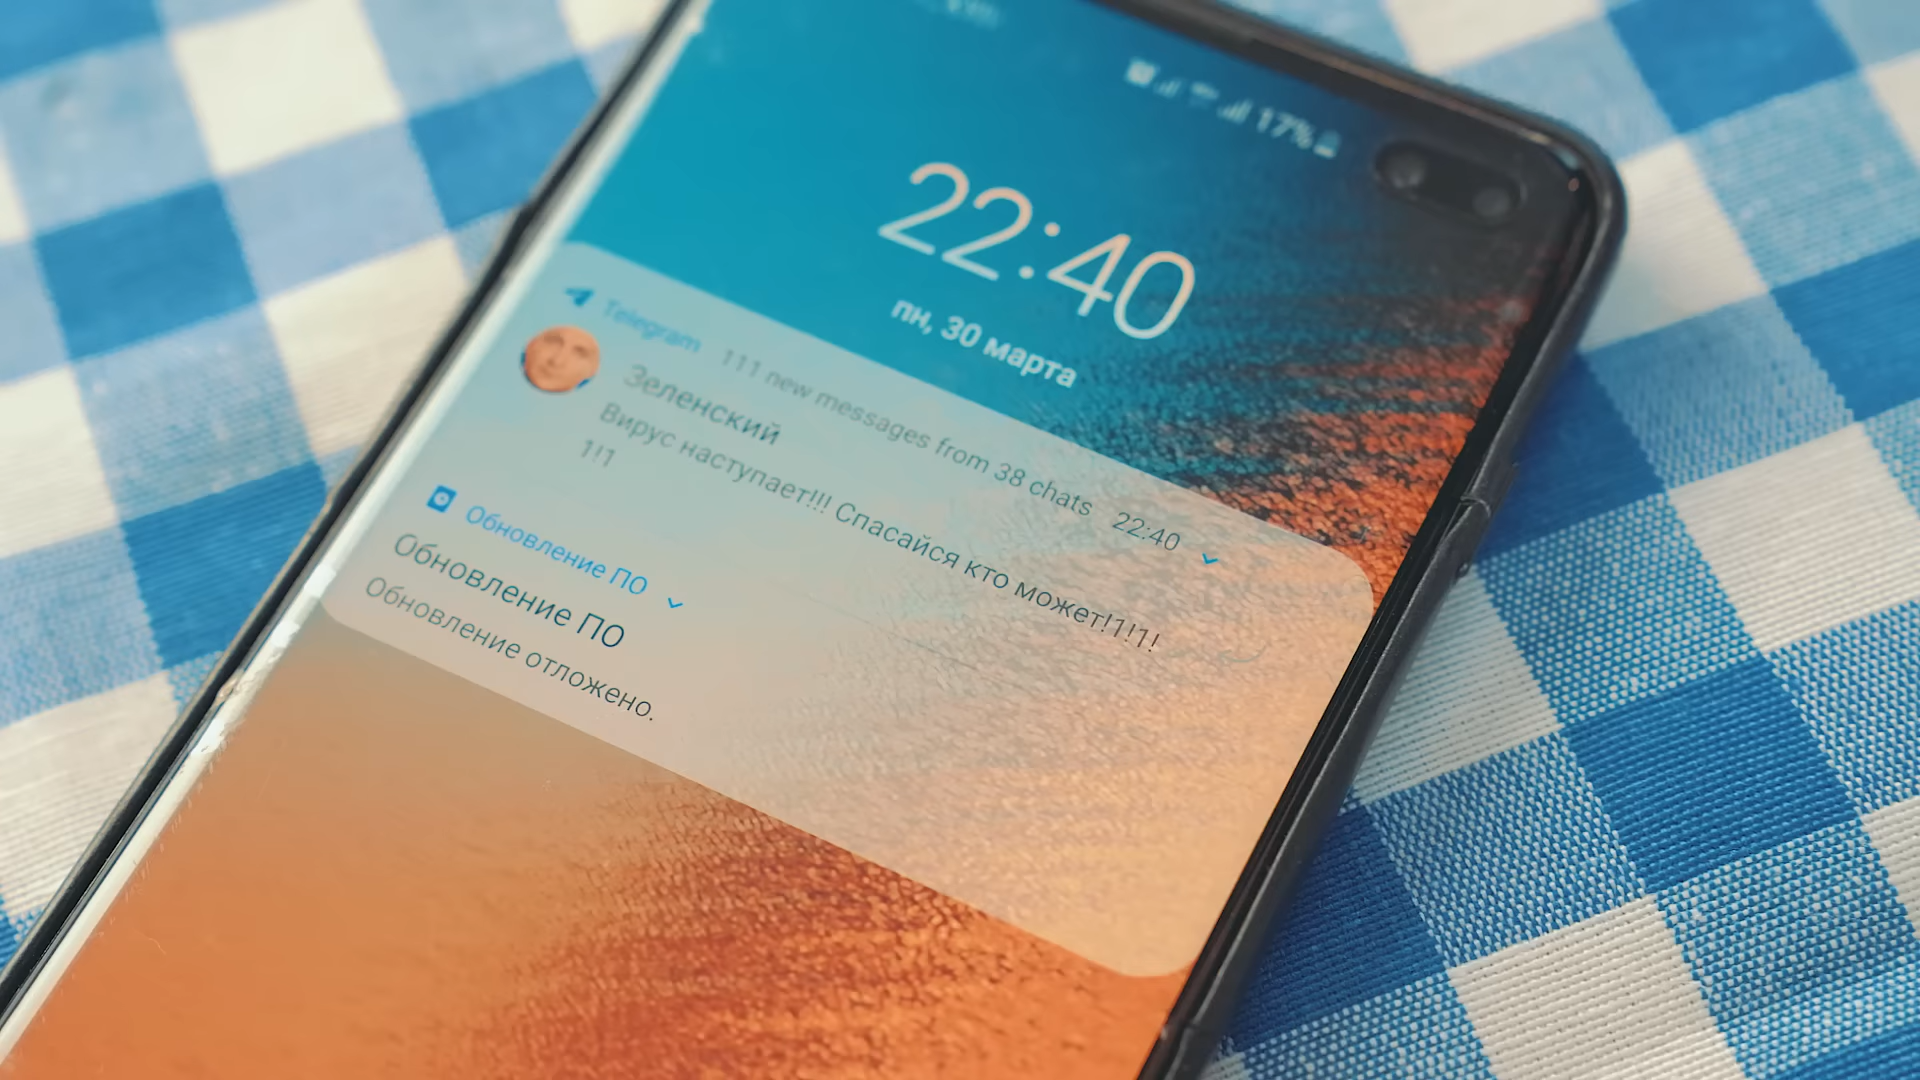 17%
22:40
пн, 30 марта
Telegram 111 new messages from 38 chats 22:40
Зеленский
Вирус наступает!!! Спасайся кто может!1!1!
1!1
Обновление ПО
Обновление ПО
Обновление отложено.